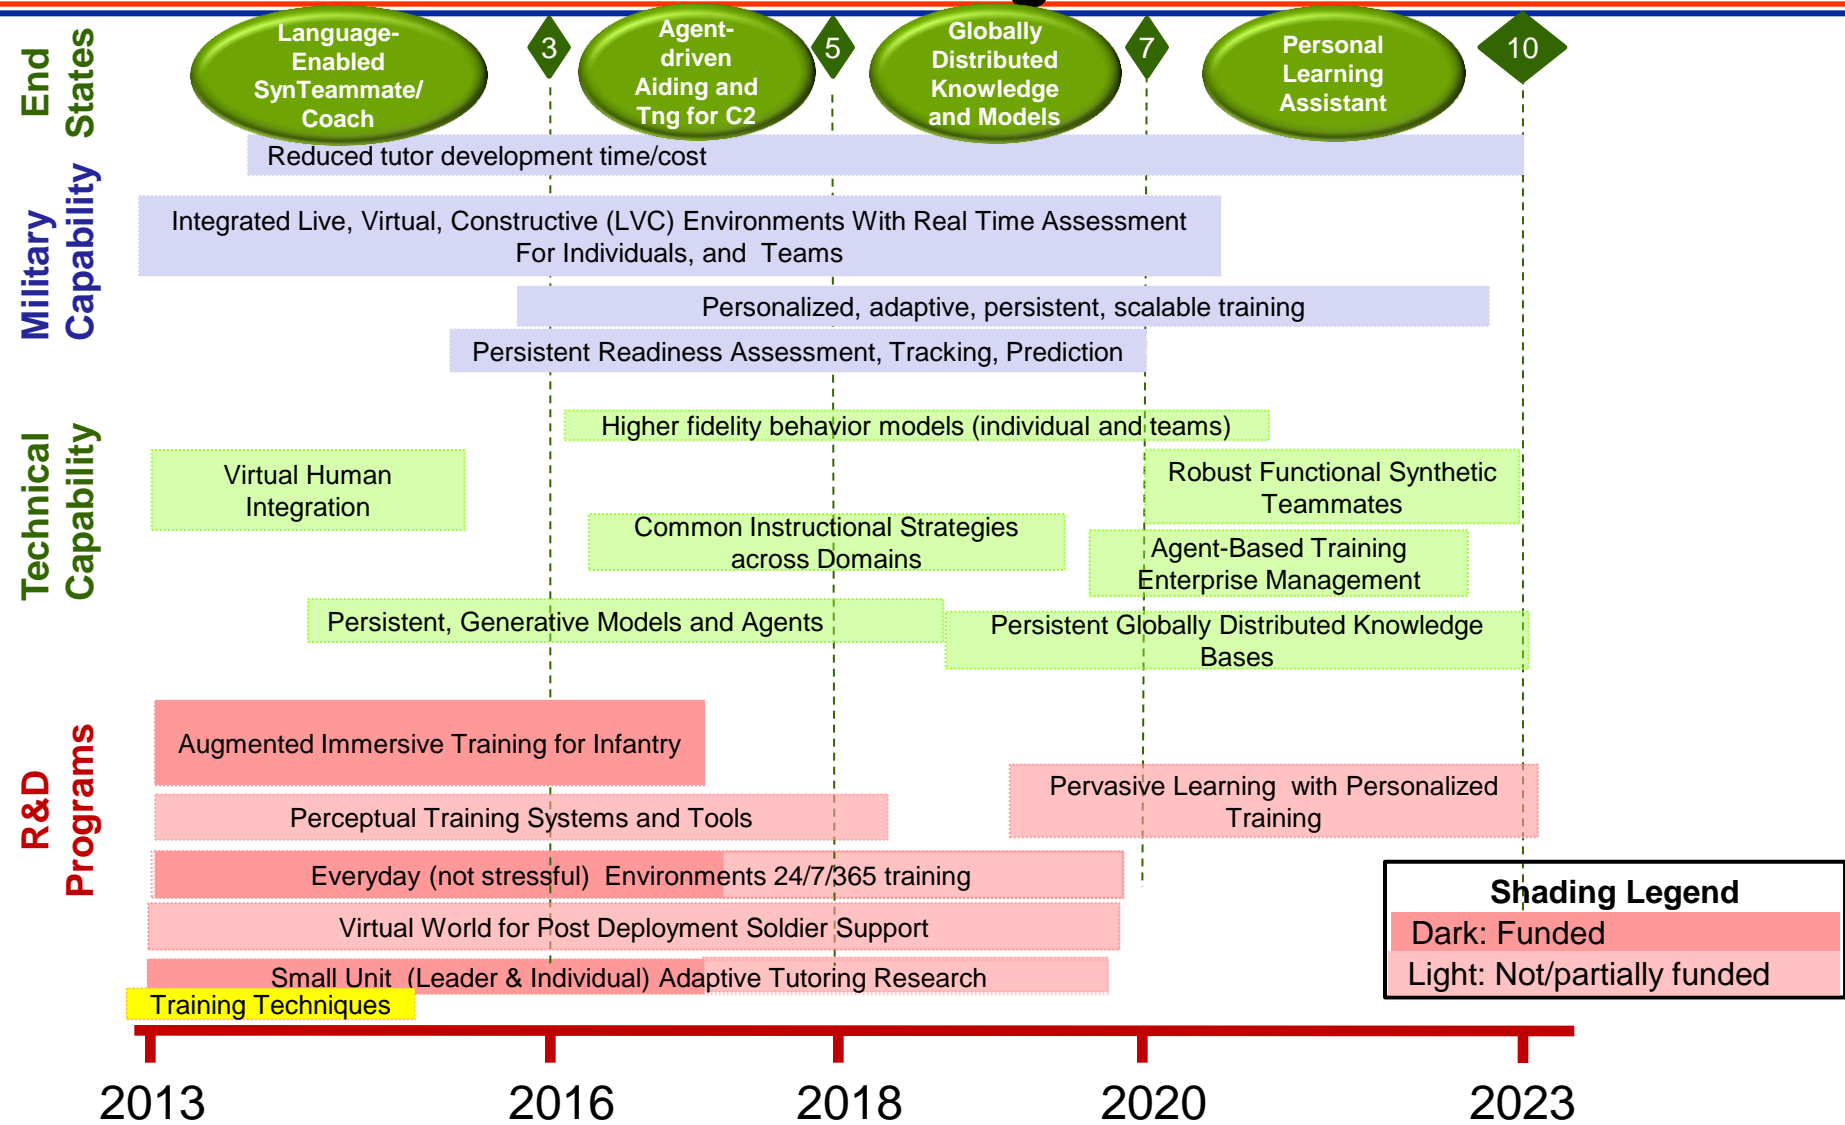 End
States
Language-
Enabled
SynTeammate/
Coach
3
Agent-
driven
Aiding and
Tng for C2
5
Globally
Distributed
Knowledge
and Models
7
Personal
Learning
Assistant
10
Military
Capability
Reduced tutor development time/cost
Integrated Live, Virtual, Constructive (LVC) Environments With Real Time Assessment
For Individuals, and Teams
Personalized, adaptive, persistent, scalable training
Persistent Readiness Assessment, Tracking, Prediction
Technical
Capability
Higher fidelity behavior models (individual and teams)
Virtual Human
Integration
Robust Functional Synthetic
Teammates
Common Instructional Strategies
across Domains
Agent-Based Training
Enterprise Management
Persistent, Generative Models and Agents
Persistent Globally Distributed Knowledge
Bases
R&D
Programs
Augmented Immersive Training for Infantry
Pervasive Learning with Personalized
Training
Perceptual Training Systems and Tools
Everyday (not stressful) Environments 24/7/365 training
Virtual World for Post Deployment Soldier Support
Small Unit (Leader & Individual) Adaptive Tutoring Research
Training Techniques
Shading Legend
Dark: Funded
Light: Not/partially funded
2013
2016
2018
2020
2023